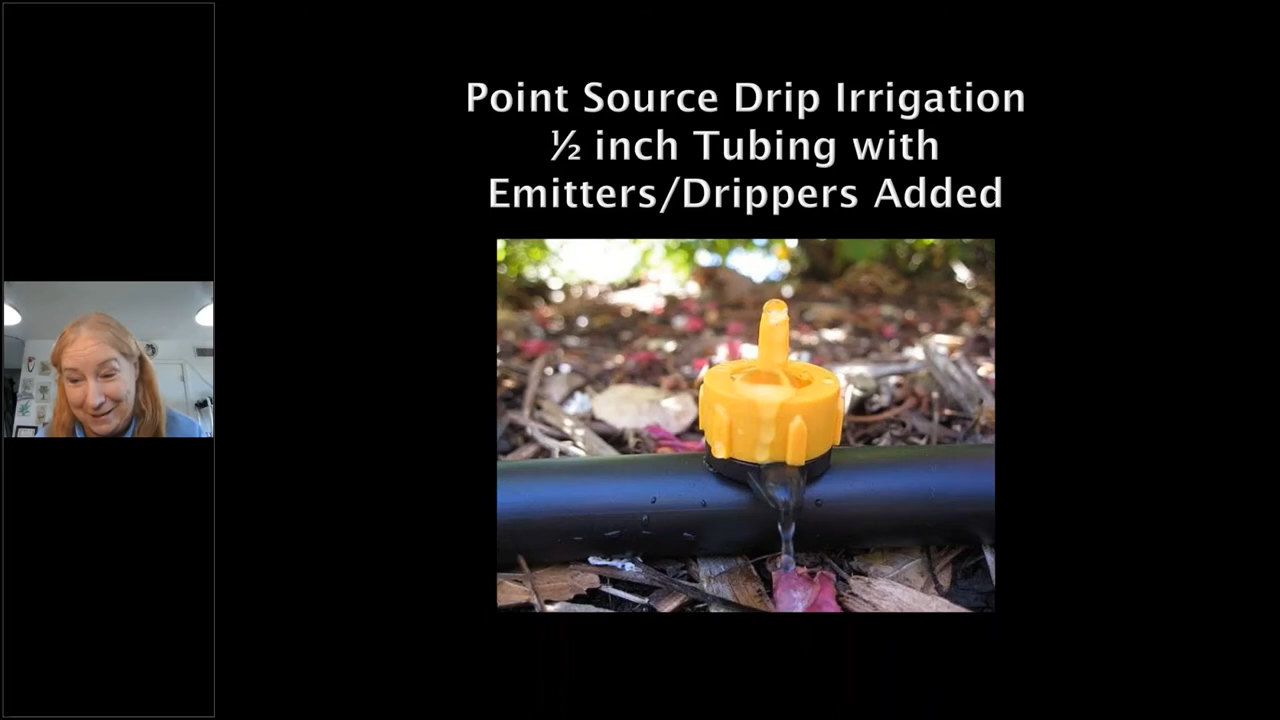 Point Source Drip Irrigation
½ inch Tubing with
Emitters/Drippers Added